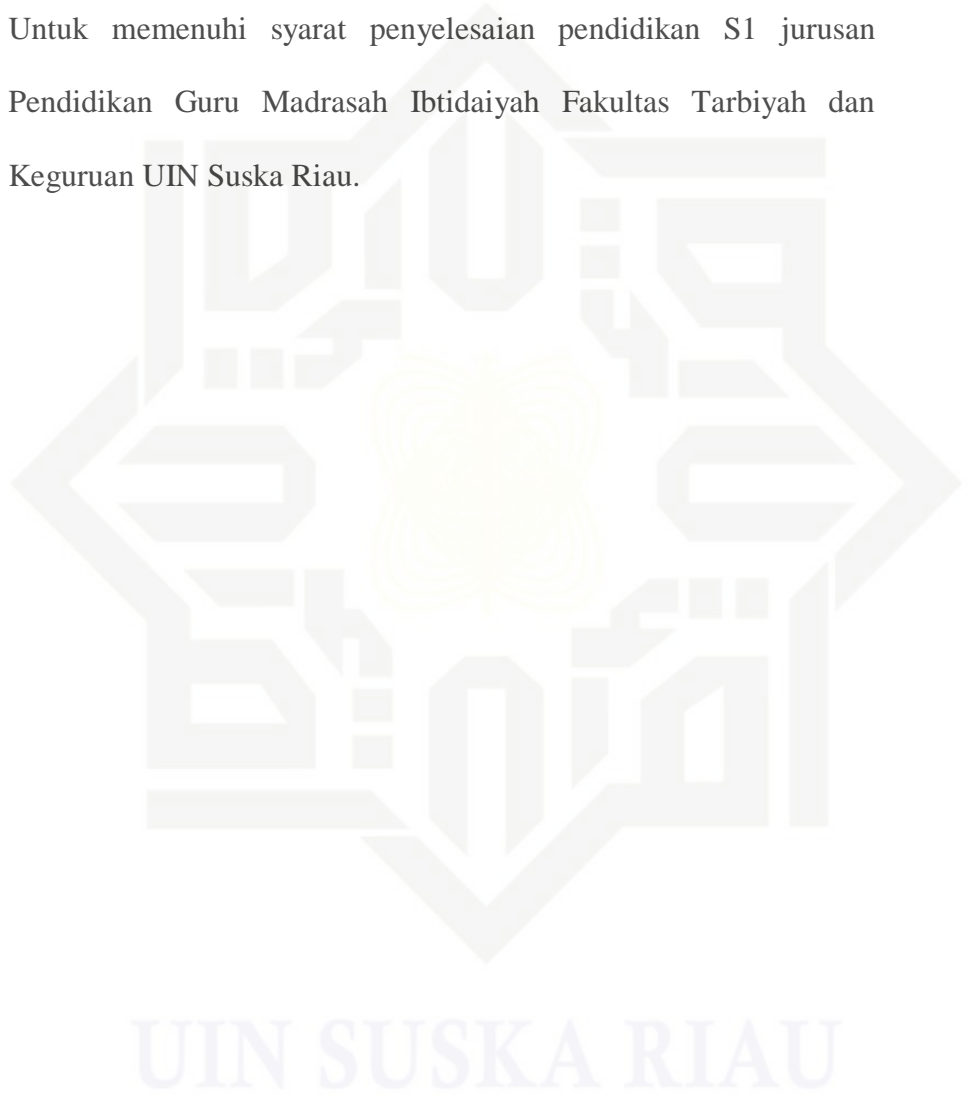 Untuk memenuhi syarat penyelesaian pendidikan S1 jurusan
Pendidikan Guru Madrasah Ibtidaiyah Fakultas Tarbiyah dan
Keguruan UIN Suska Riau.
UIN SUSKA RIAU